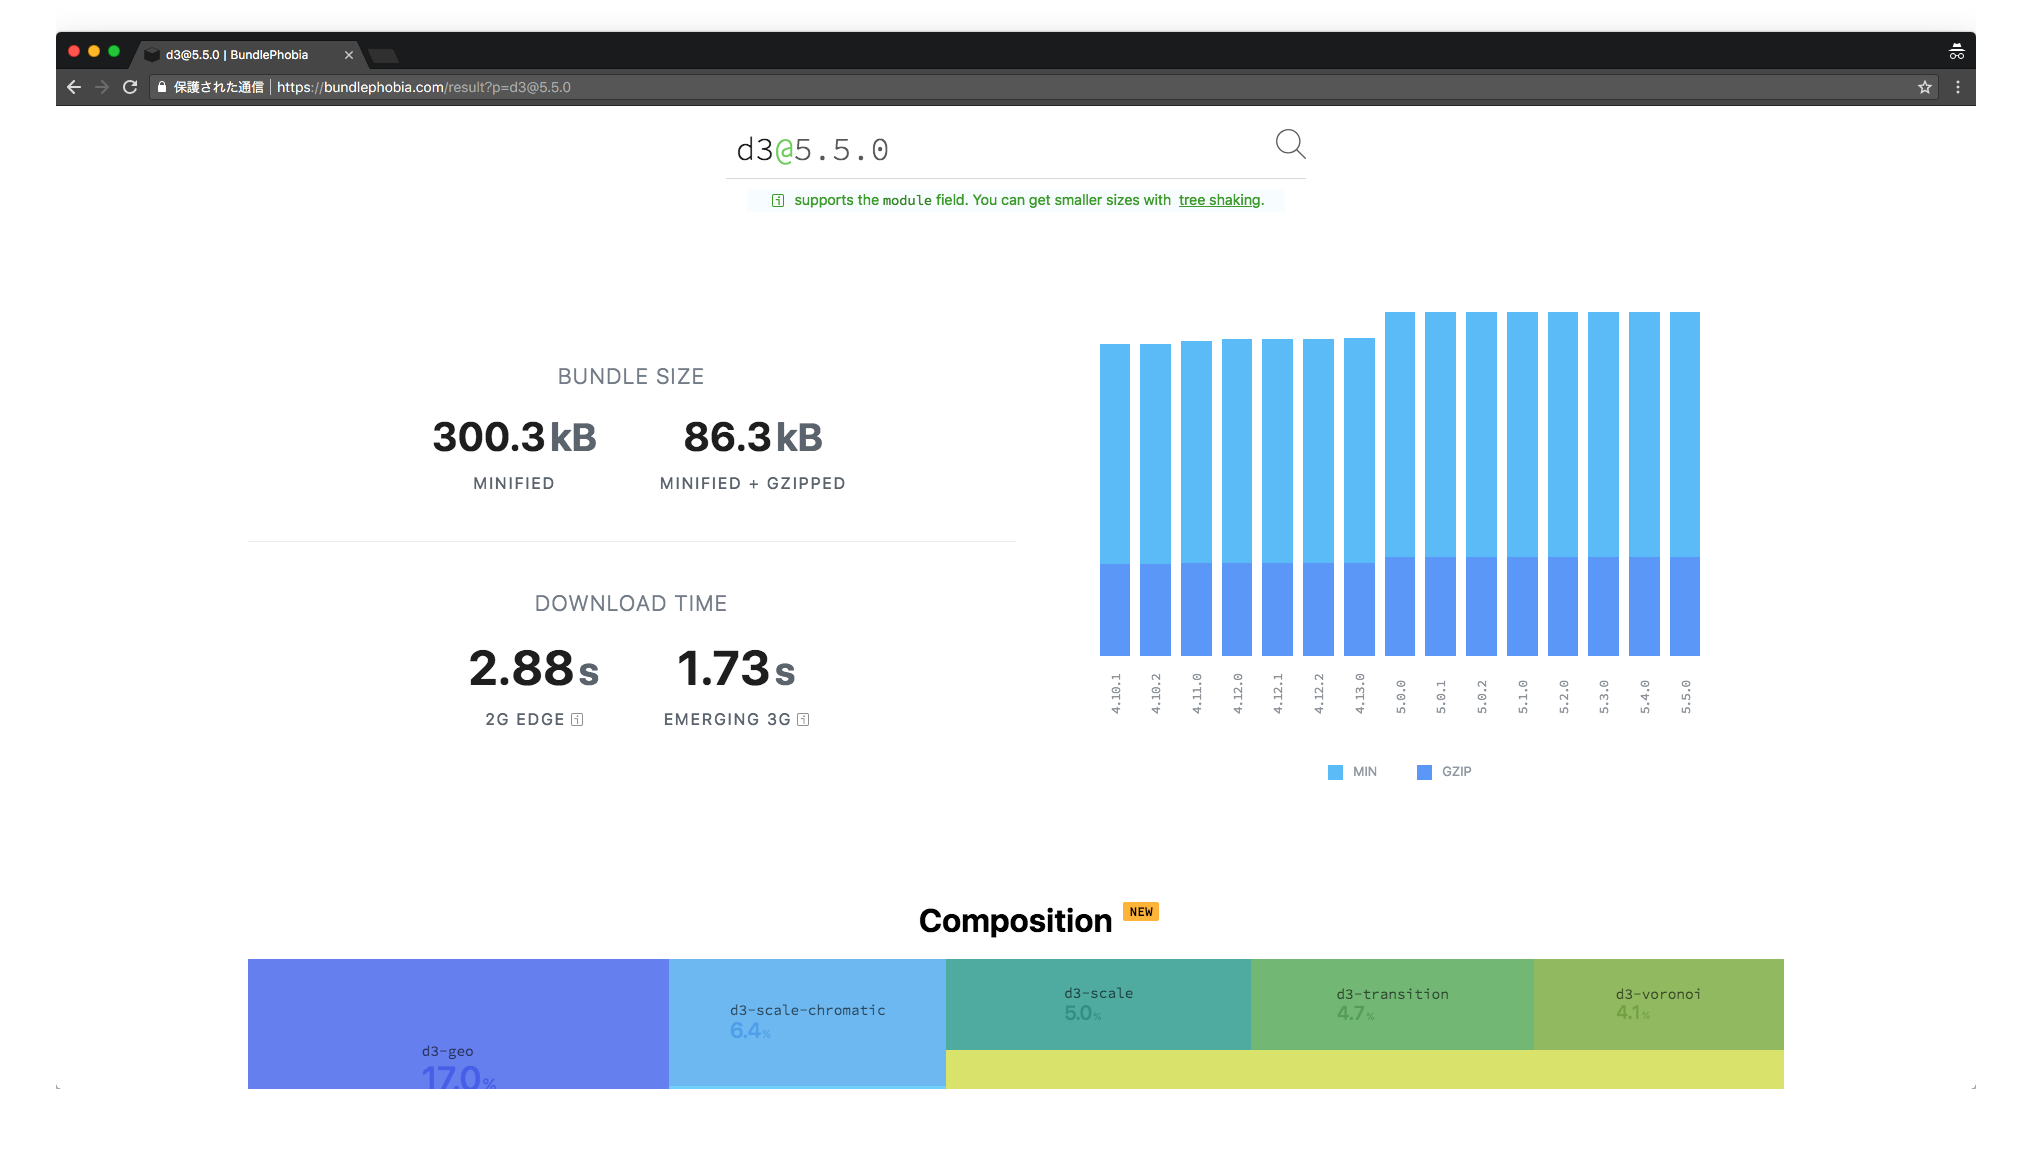 d3@5.5.0 | BundlePhobia
保護された通信 | https://bundlephobia.com/result?p=d3@5.5.0
d3@5.5.0
supports the module field. You can get smaller sizes with tree shaking.
BUNDLE SIZE
300.3kB 86.3kB
MINIFIED MINIFIED + GZIPPED
DOWNLOAD TIME
2.88s 1.73s
2G EDGE EMERGING 3G
4.10.1 4.10.2 4.11.0 4.12.0 4.12.1 4.12.2 4.13.0 5.0.0 5.0.1 5.0.2 5.1.0 5.2.0 5.3.0 5.4.0 5.5.0
MIN GZIP
Composition NEW
d3-geo
17.0%
d3-scale-chromatic
6.4%
d3-scale
5.0%
d3-transition
4.7%
d3-voronoi
4.1%